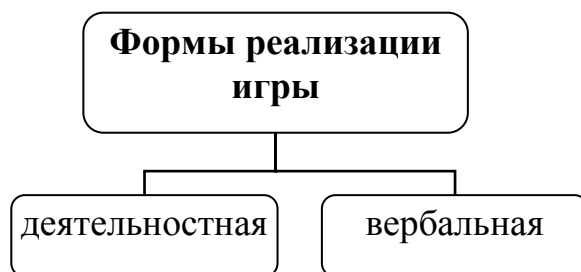 Формы реализации
игры
деятельностная
вербальная